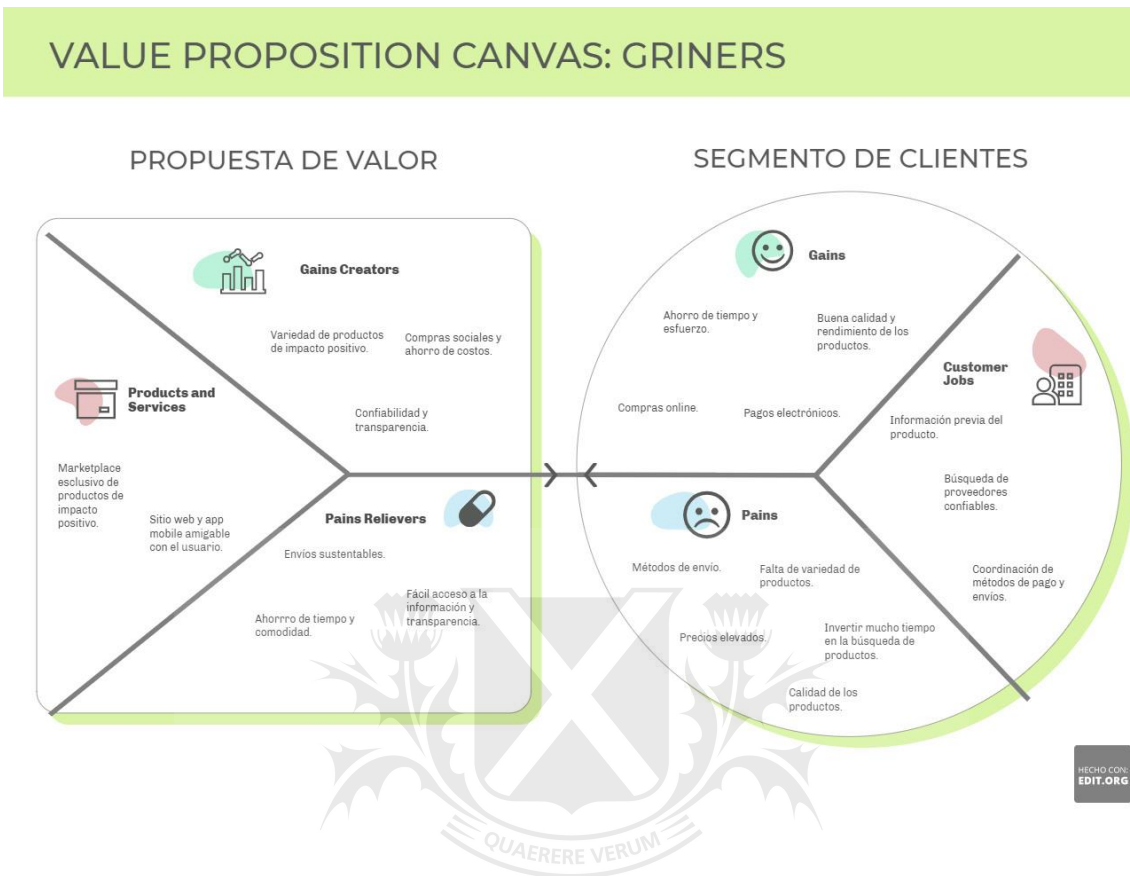 VALUE PROPOSITION CANVAS: GRINERS
PROPUESTA DE VALOR
Gains Creators
Variedad de productos
de impacto positivo.
Compras sociales y
ahorro de costos.
Confiabilidad y
transparencia.
Products and
Services
Marketplace
esclusivo de
productos de
impacto
positivo.
Sitio web y app
mobile amigable
con el usuario.
Pains Relievers
Envíos sustentables.
Fácil acceso a la
información y
transparencia.
Ahorrro de tiempo y
comodidad.
SEGMENTO DE CLIENTES
Gains
Ahorro de tiempo y
esfuerzo.
Buena calidad y
rendimiento de los
productos.
Compras online.
Pagos electrónicos.
Customer
Jobs
Información previa del
producto.
Búsqueda de
proveedores
confiables.
Coordinación de
métodos de pago y
envíos.
Pains
Métodos de envío.
Falta de variedad de
productos.
Precios elevados.
Invertir mucho tiempo
en la búsqueda de
productos.
Calidad de los
productos.
HECHO CON:
EDIT.ORG
QUAERERE VERUM